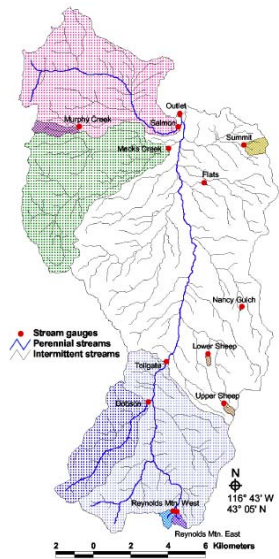 Outlet
Murphy Creek
Salmon
Summit
Macks Creek
Flats
Nancy Gulch
Stream gauges
Perennial streams
Intermittent streams
Lower Sheep
Tollgate
Upper Sheep
Dobson
N
116° 43' W
43° 05' N
Reynolds Mtn. West
Reynolds Mtn. East
2 0 2 4 6 Kilometers